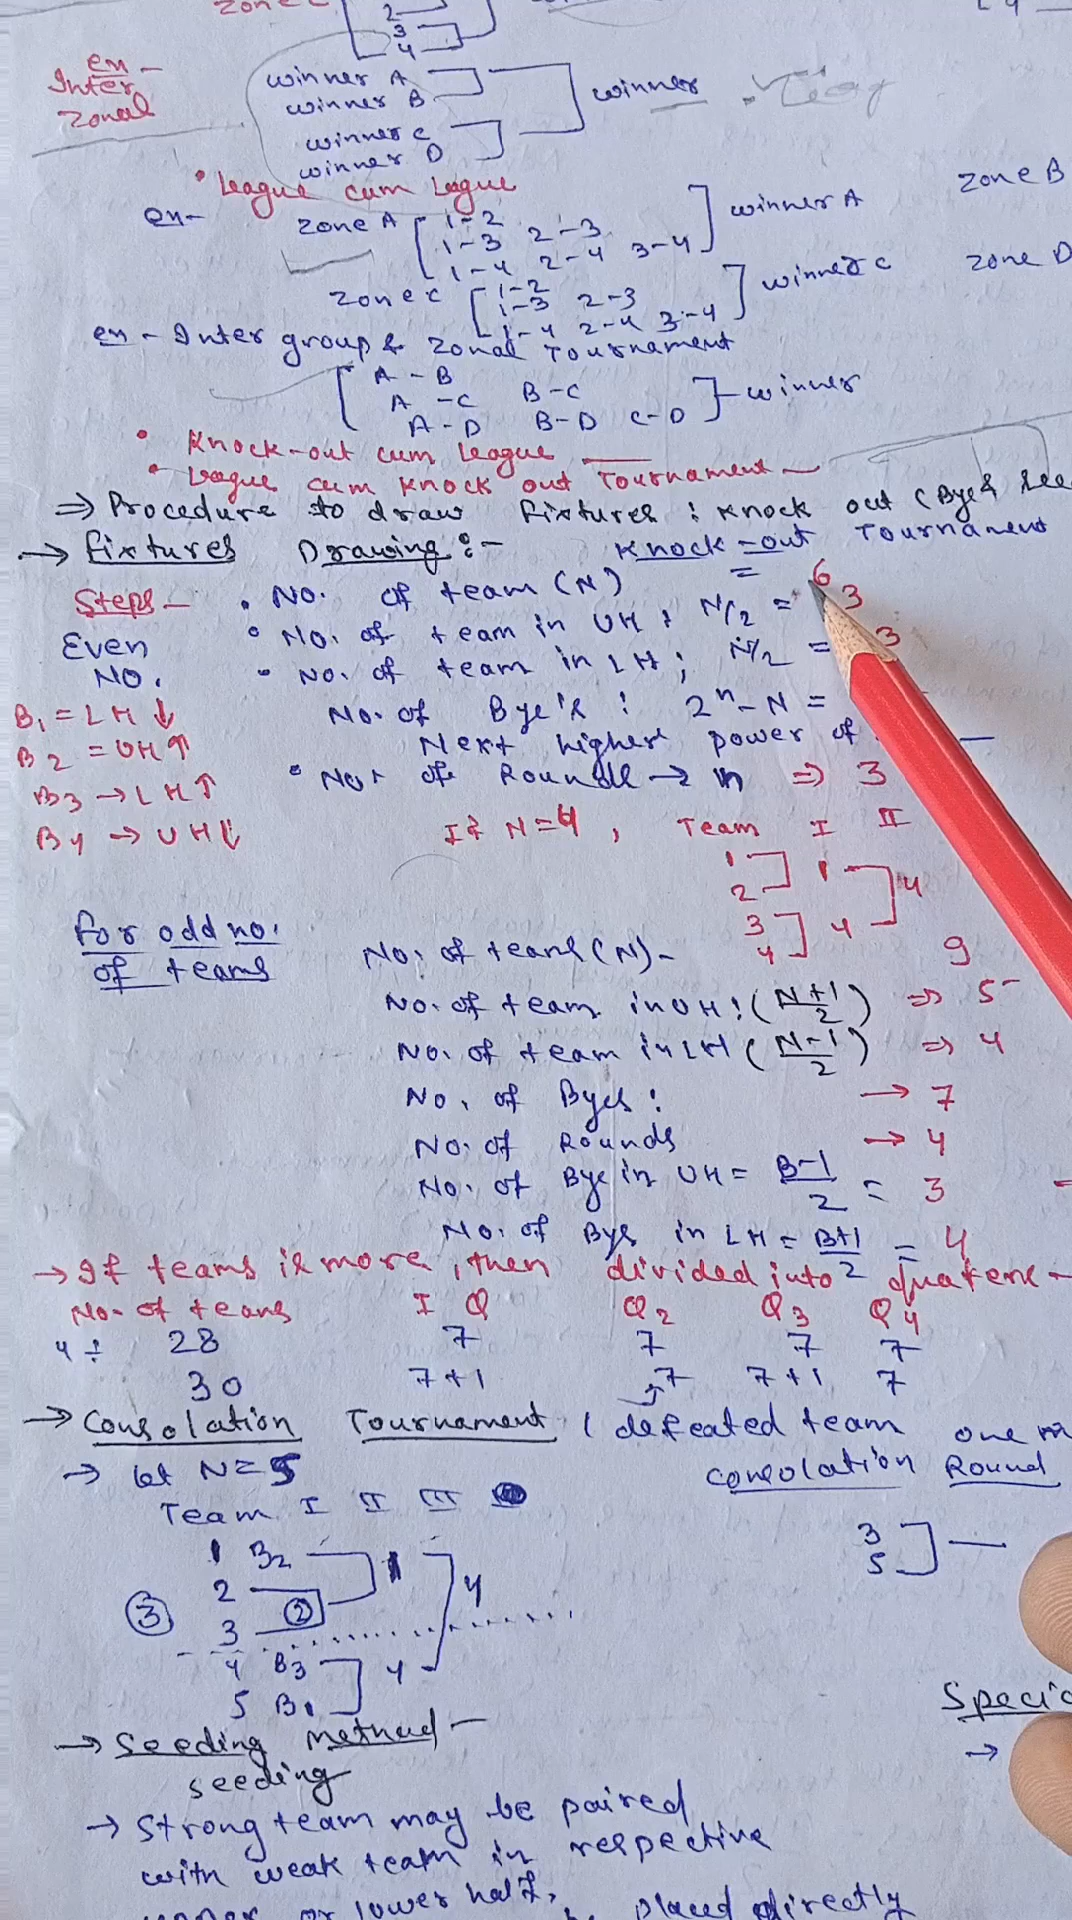 Zone C
2
3
4
ex -
Inter
Zonal
winner A
winner B
winner C
winner D
winner
• League cum Legue
ex-
Zone A
1-2
1-3 2-3
1-4 2-4 3-4
winner A
Zone B
Zone C
1-2
1-3 2-3
1-4 2-4 3-4
winner C
Zone D
ex - Inter group & Zonal Tournament
A - B
A - C B-C
A - D B-D C-D
winner
• Knock-out cum League
• League cum Knock out Tournament -
⇒ Procedure to draw fixtures : Knock out (Bye &
→ fixtures Drawing :- Knock-out Tournament
Steps - • No. of team (N) = 6
Even • No. of team in UH ; N/2 = 3
No. • No. of team in LH ; N/2 = 3
B1 = LH ↓ No. of Bye's : 2ⁿ - N =
B2 = UH ↑ Next higher power of
• No. of Rounds → n ⇒ 3
B3 → LH ↑
B4 → UH ↓
If N=4 , Team I II
1
2
3
4
1
4
4
for odd no.
of teams
No. of teams (N) - 9
No. of team in UH : (N+1/2) ⇒ 5
No. of team in LH (N-1/2) ⇒ 4
No. of Byes : → 7
No. of Rounds → 4
No. of Bye in UH = B-1/2 = 3
No. of Bye in LH = B+1/2 = 4
→ If teams is more, then divided into
No. of teams I Q Q2 Q3 Q4
4 ÷ 28 7 7 7 7
30 7+1 7 7+1 7
→ Consolation Tournament ( defeated team one
→ let N = 5 Consolation Round
Team I II III
1 B2
2
3
4 B3
5 B1
③
②
1
4
4
3
5
→ Seeding Method -
seeding
→ Strong team may be paired
with weak team in respective
upper or lower half,
placed directly